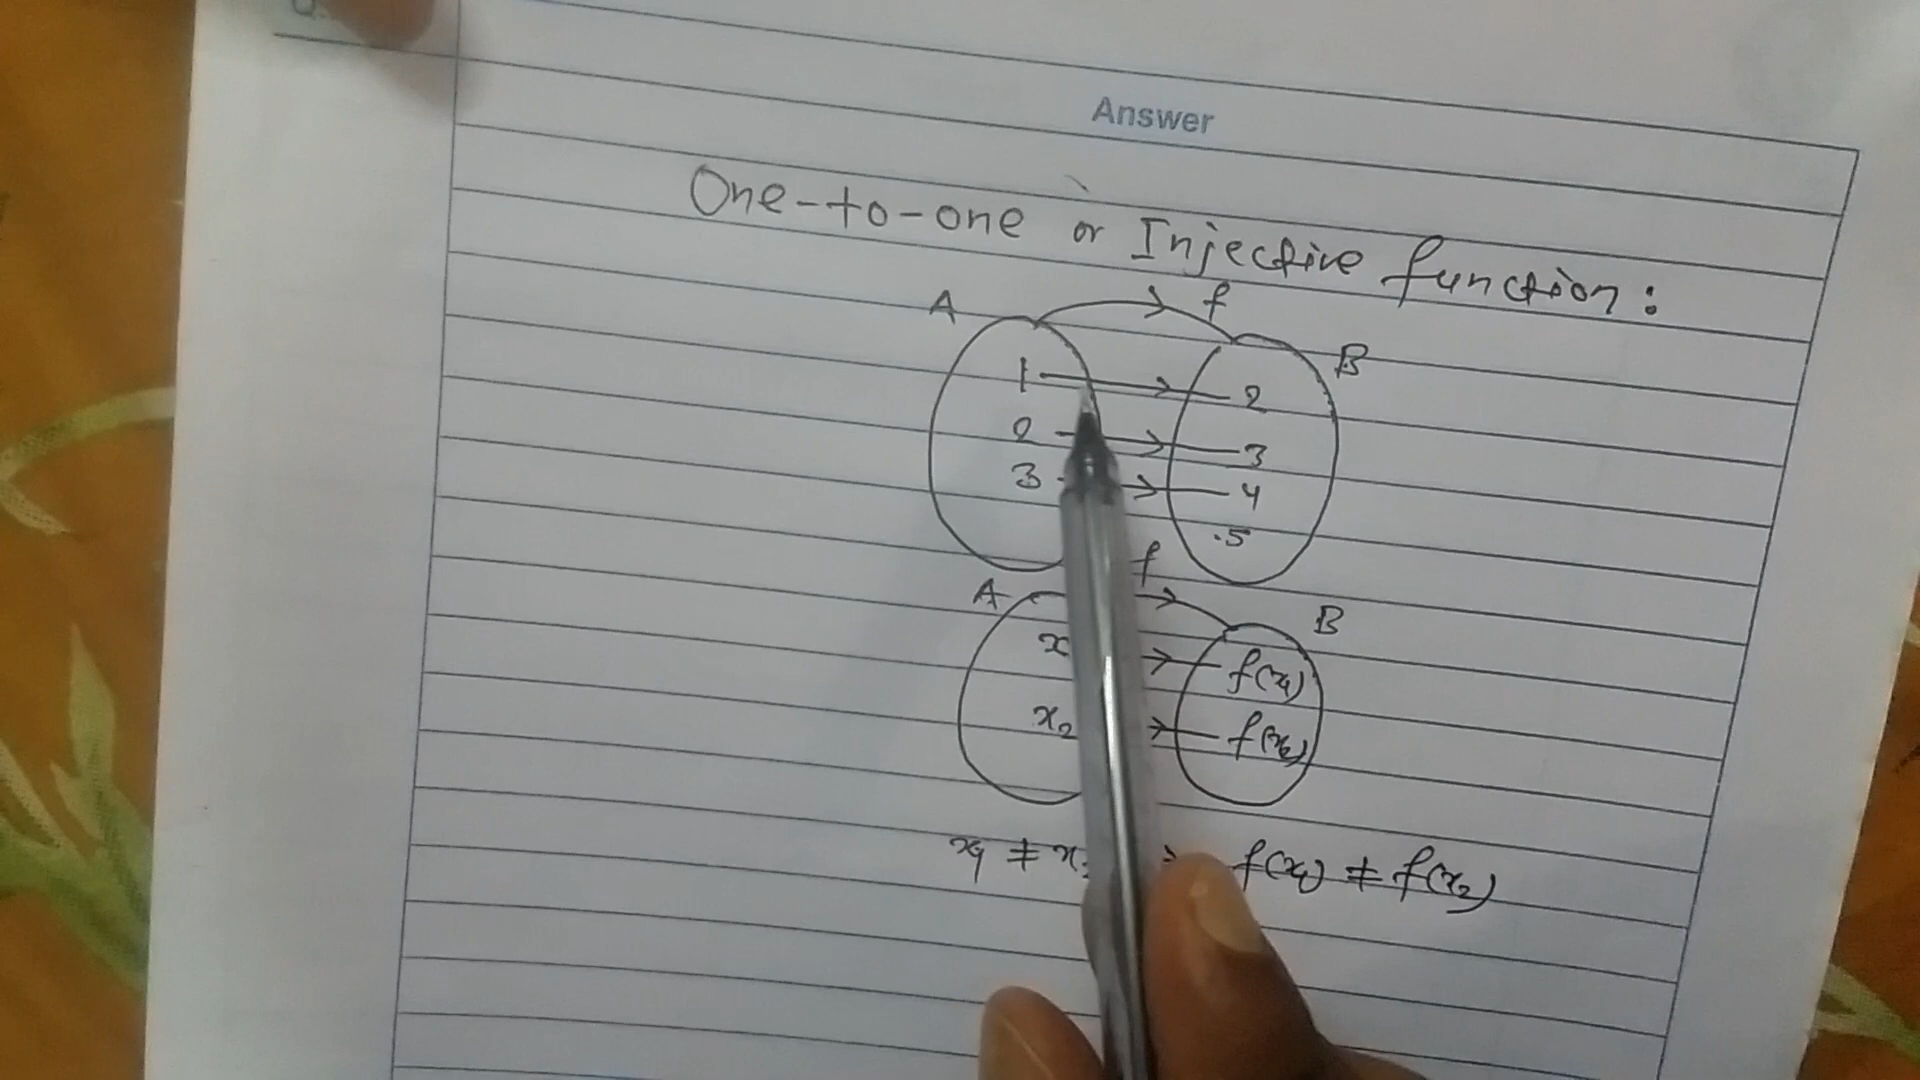 Answer
One-to-one or Injective function:
A f B
1 2
2 3
3 4
.5
A f B
x f(x1)
x2 f(x2)
x1 ≠ x f(x1) ≠ f(x2)